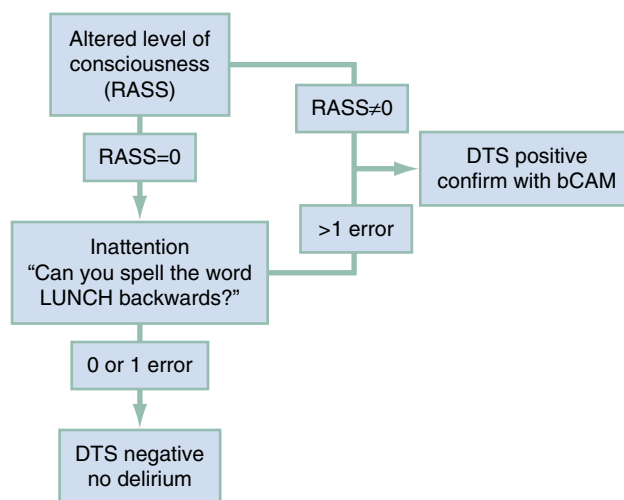 Altered level of
consciousness
(RASS)
RASS≠0
RASS=0
DTS positive
confirm with bCAM
>1 error
Inattention
“Can you spell the word
LUNCH backwards?”
0 or 1 error
DTS negative
no delirium